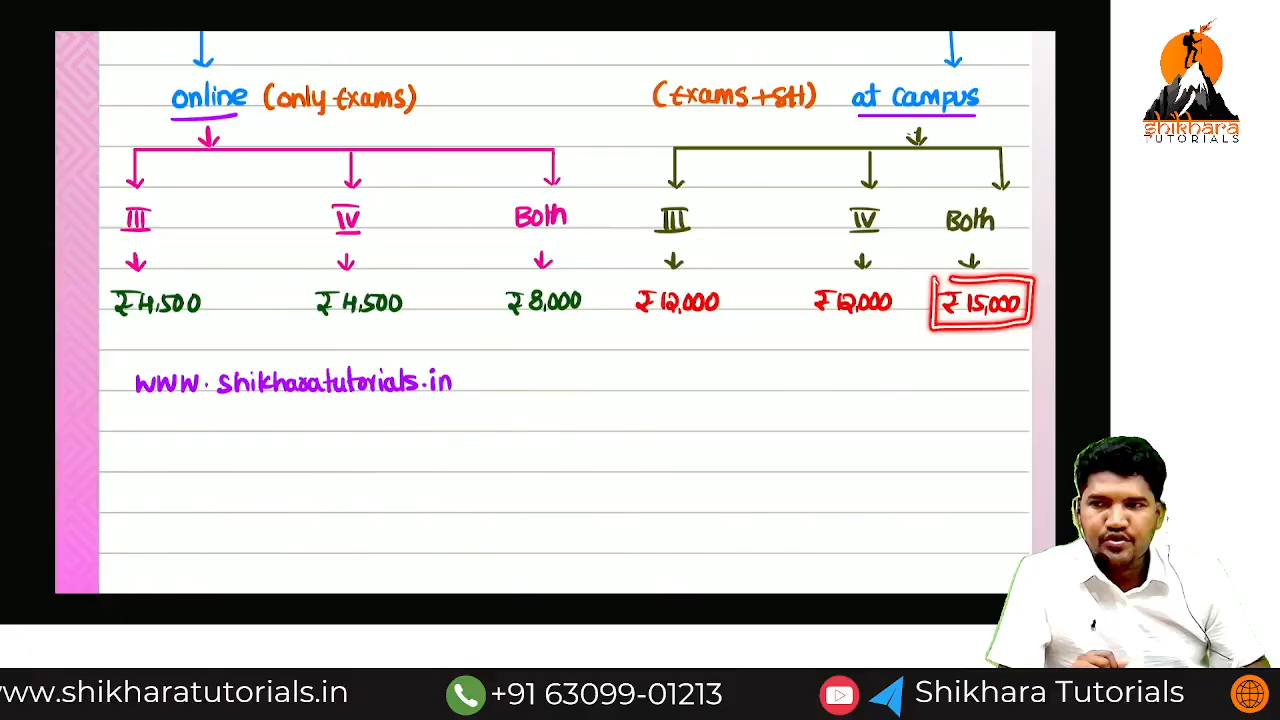 shikhara
TUTORIALS
online (only Exams) (Exams+SH) at campus
III IV Both III IV Both
₹4,500 ₹4,500 ₹8,000 ₹12,000 ₹12,000 ₹15,000
www.shikharatutorials.in
www.shikharatutorials.in +91 63099-01213 Shikhara Tutorials